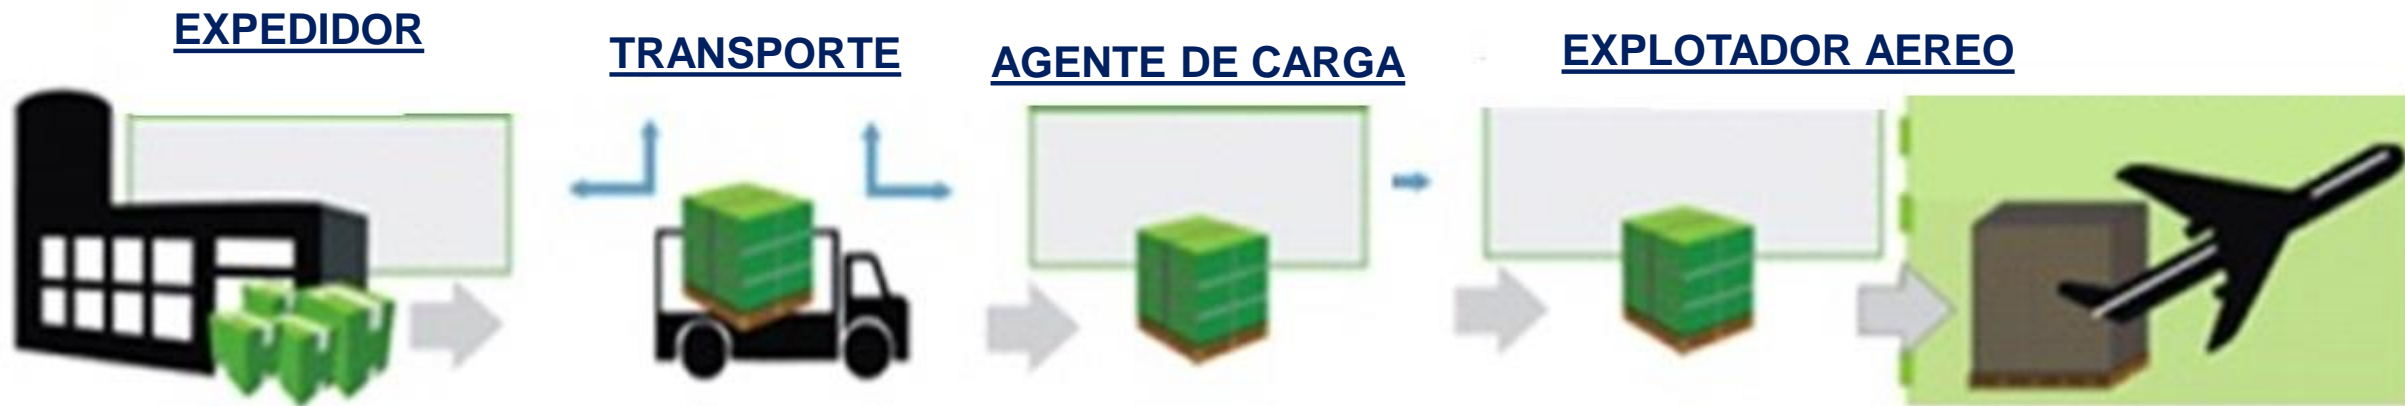 EXPEDIDOR
TRANSPORTE
AGENTE DE CARGA
EXPLOTADOR AEREO